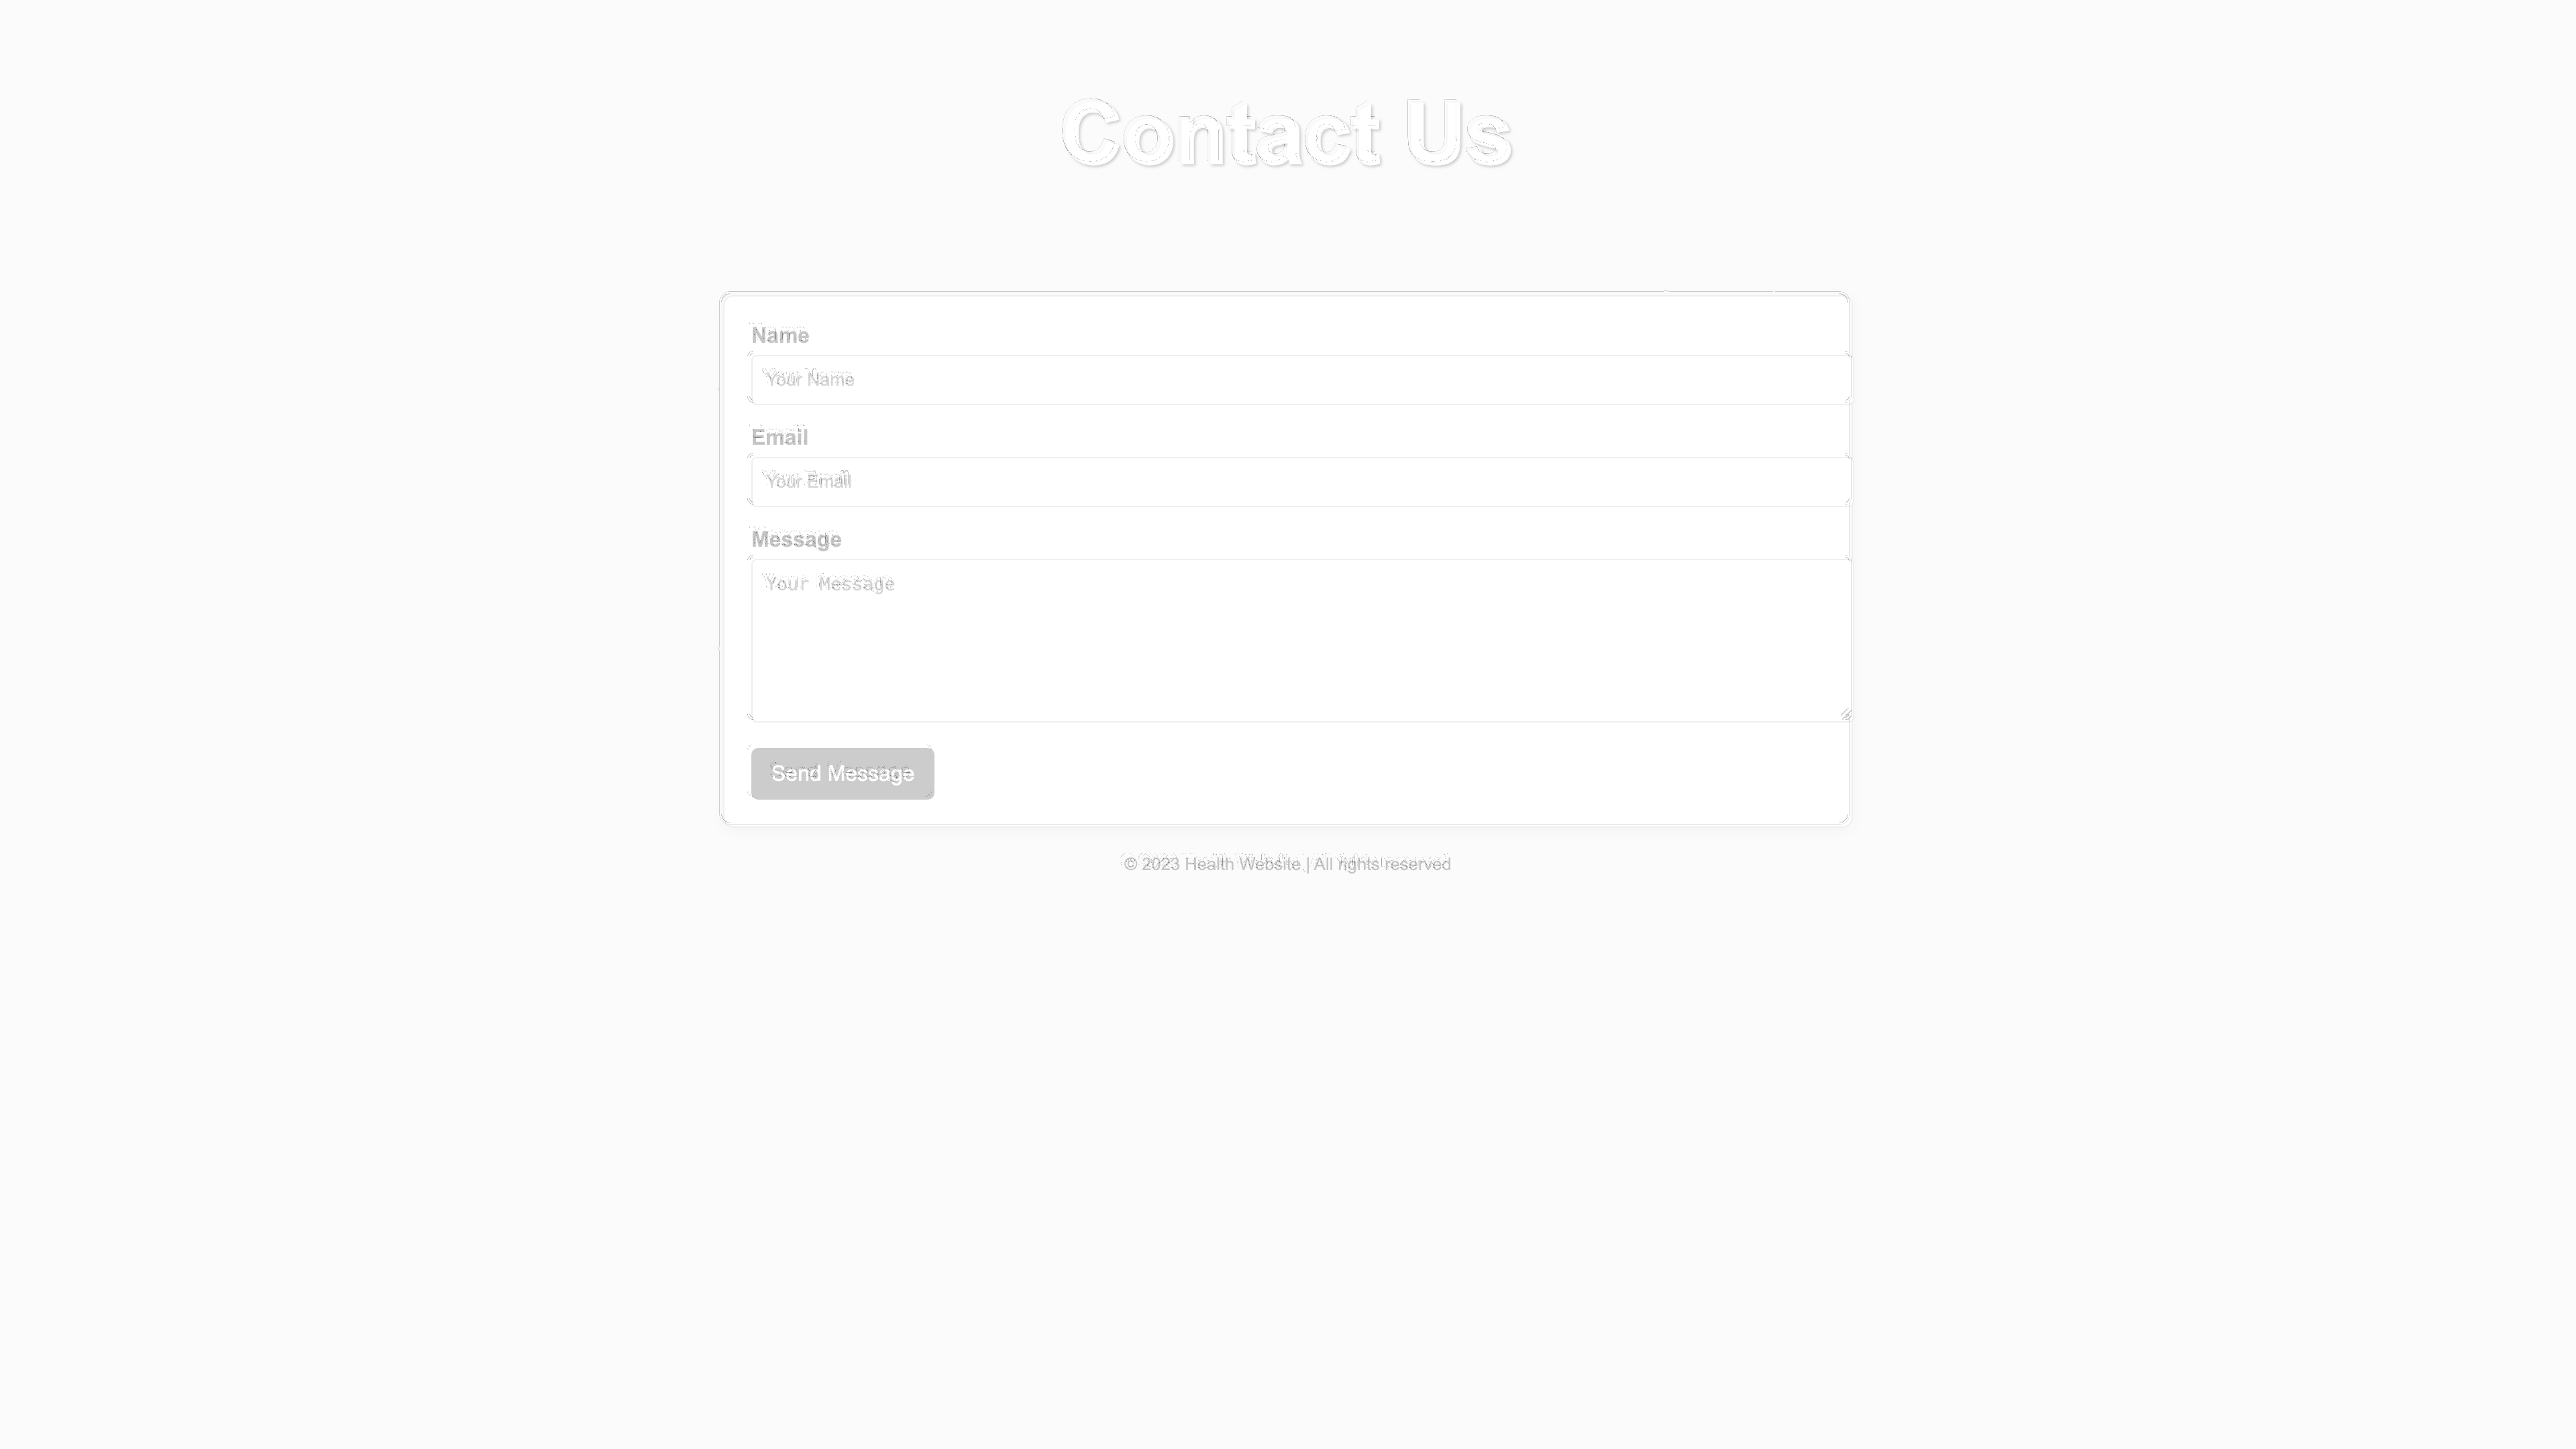 Contact Us
Name
Your Name
Email
Your Email
Message
Your Message
Send Message
© 2023 Health Website | All rights reserved